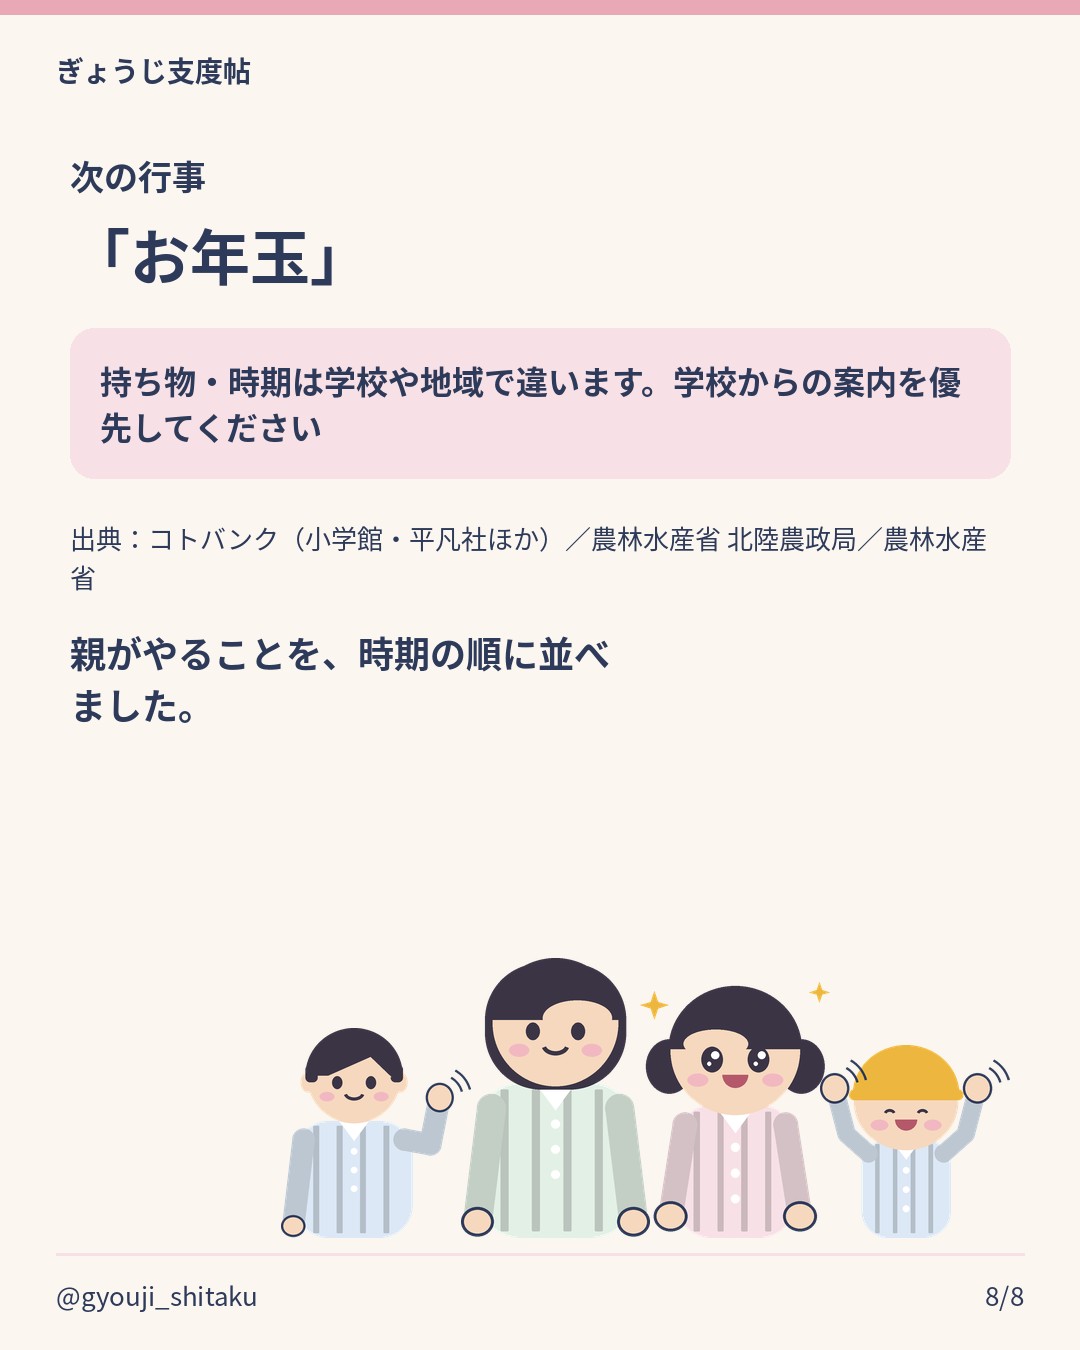 ぎょうじ支度帖
次の行事
「お年玉」
持ち物・時期は学校や地域で違います。学校からの案内を優
先してください
出典：コトバンク（小学館・平凡社ほか）／農林水産省 北陸農政局／農林水産
省
親がやることを、時期の順に並べ
ました。
@gyouji_shitaku
8/8